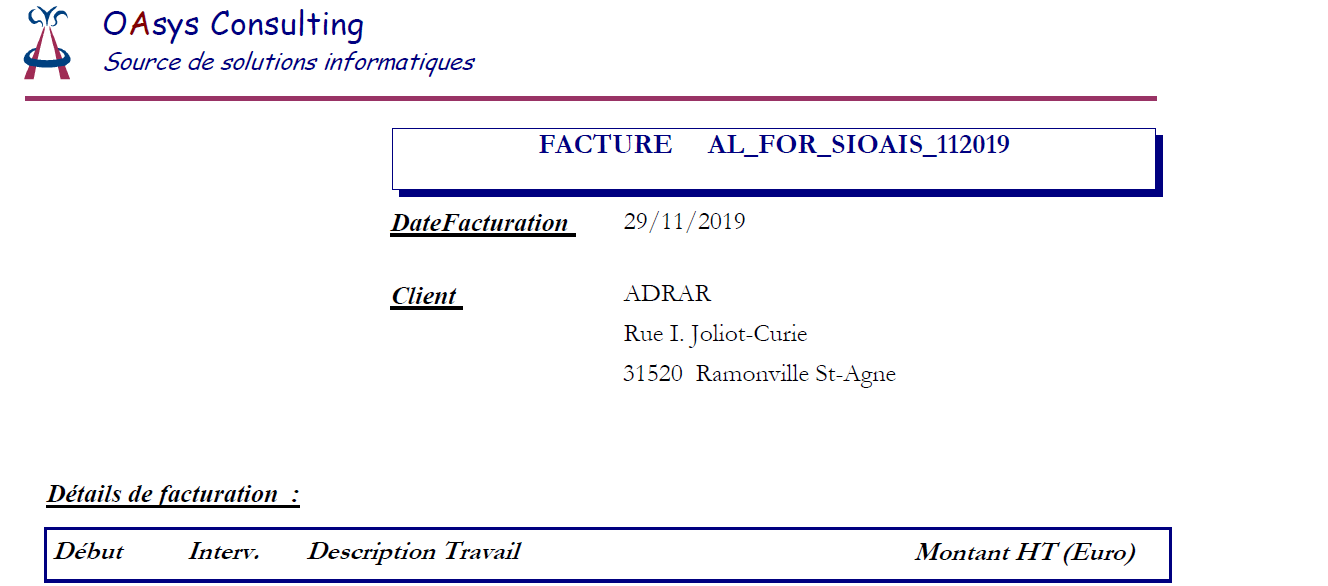 OAsys Consulting
Source de solutions informatiques
FACTURE AL_FOR_SIOAIS_112019
DateFacturation 29/11/2019
Client ADRAR
Rue I. Joliot-Curie
31520 Ramonville St-Agne
Détails de facturation :
Début Interv. Description Travail Montant HT (Euro)